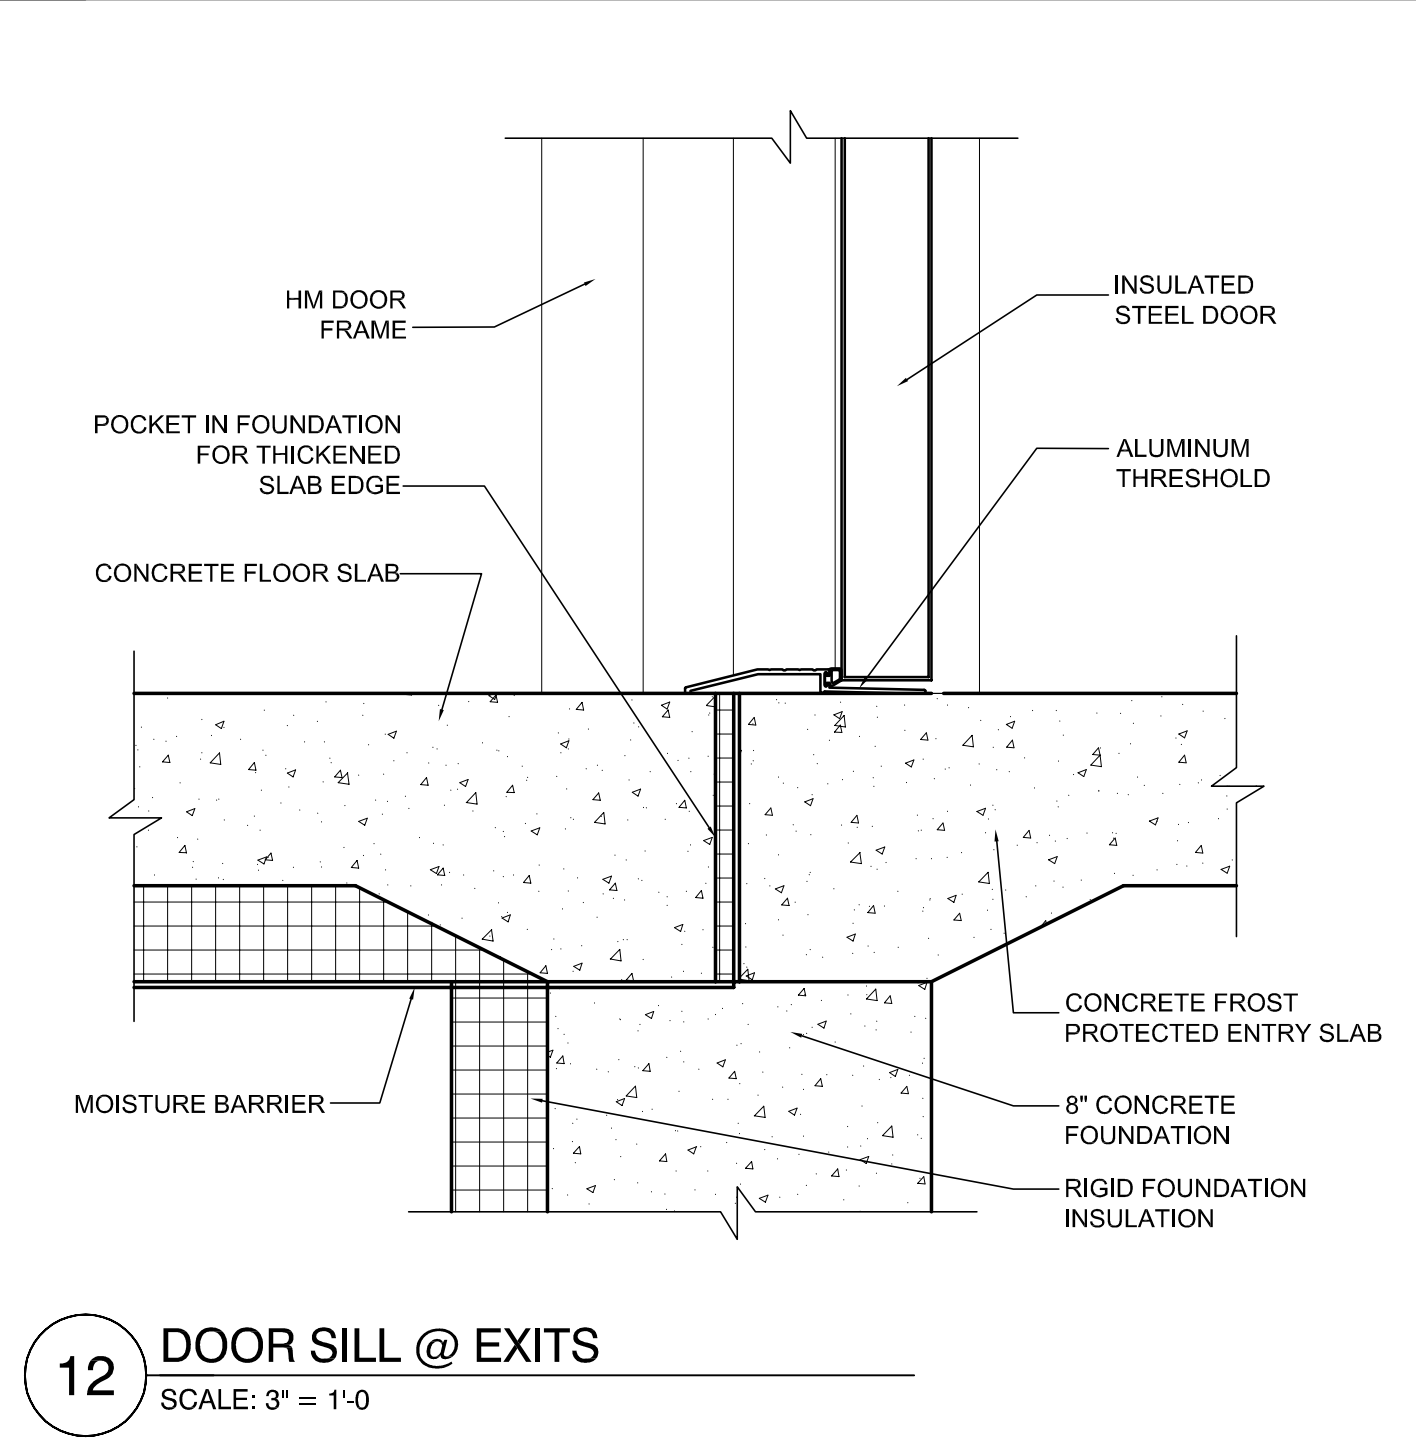 HM DOOR
FRAME
INSULATED
STEEL DOOR
POCKET IN FOUNDATION
FOR THICKENED
SLAB EDGE
ALUMINUM
THRESHOLD
CONCRETE FLOOR SLAB
CONCRETE FROST
PROTECTED ENTRY SLAB
MOISTURE BARRIER
8" CONCRETE
FOUNDATION
RIGID FOUNDATION
INSULATION
12
DOOR SILL @ EXITS
SCALE: 3" = 1'-0